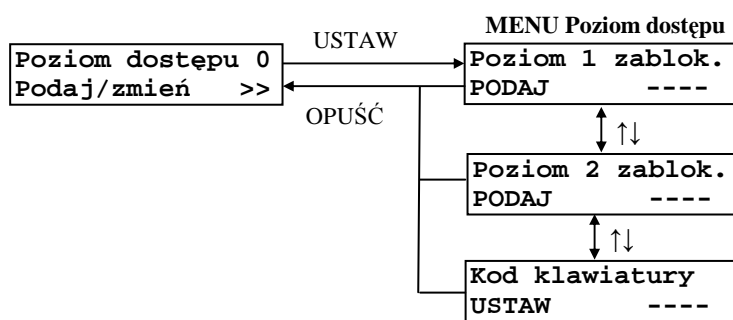 MENU Poziom dostępu
USTAW
Poziom dostępu 0
Podaj/zmień >>
OPUŚĆ
Poziom 1 zablok.
PODAJ ----
↑↓
Poziom 2 zablok.
PODAJ ----
↑↓
Kod klawiatury
USTAW ----